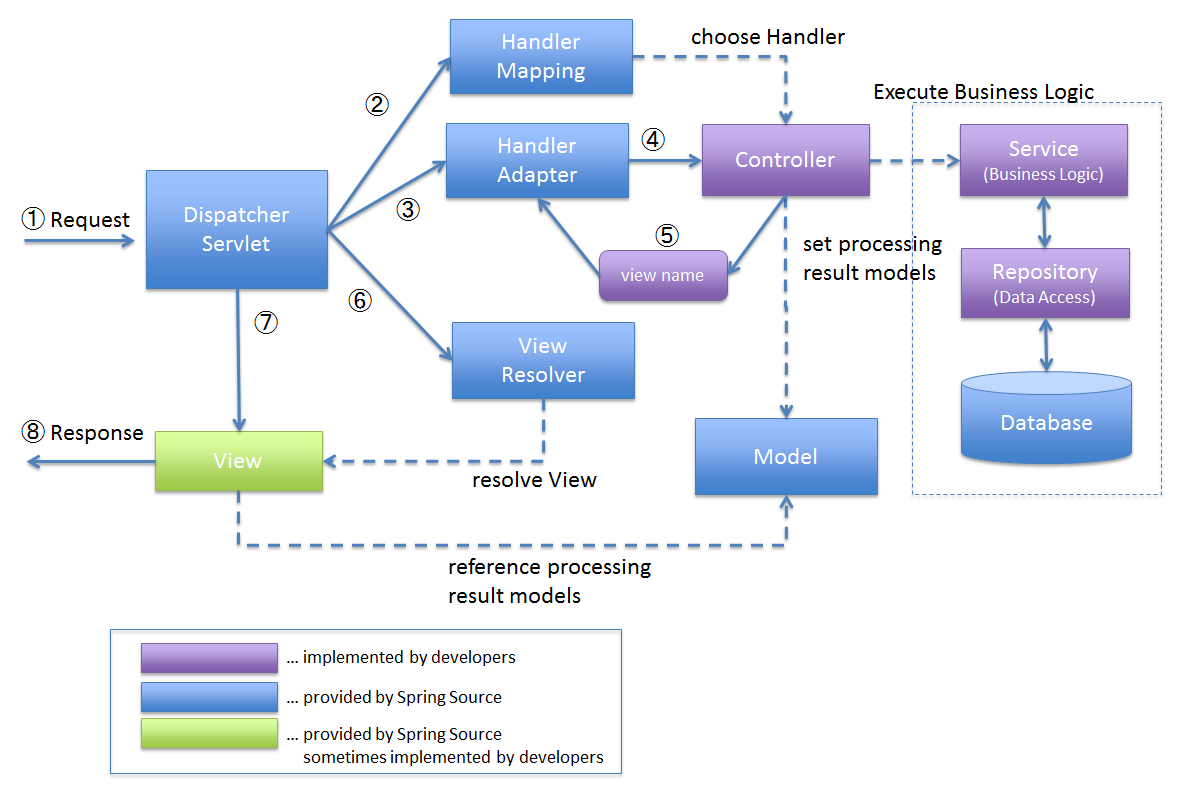 Handler
Mapping
choose Handler
②
Execute Business Logic
Handler
Adapter
④
Controller
Service
(Business Logic)
① Request
Dispatcher
Servlet
③
⑤
view name
set processing
result models
Repository
(Data Access)
⑥
⑦
View
Resolver
Database
⑧ Response
View
resolve View
Model
reference processing
result models
... implemented by developers
... provided by Spring Source
... provided by Spring Source
sometimes implemented by developers